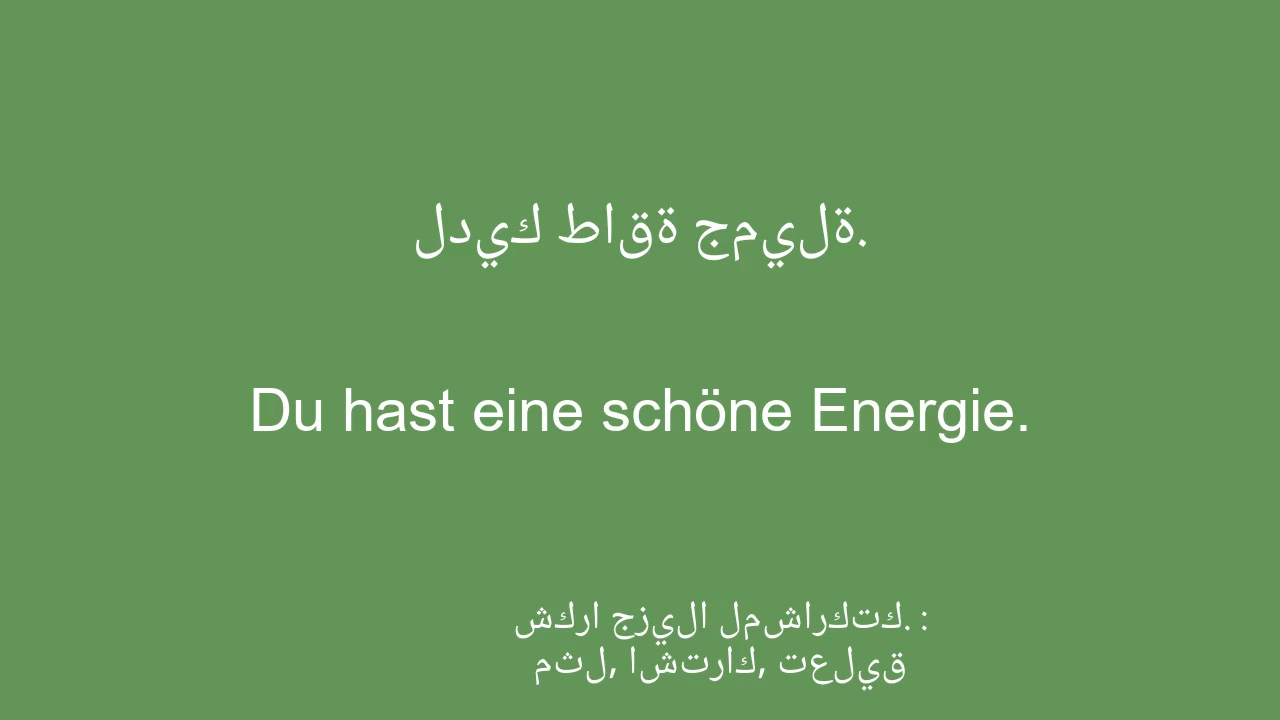 لديك طاقة جميلة.
Du hast eine schöne Energie.
شكرا جزيلا لمشاركتك. :
مثل, اشتراك, تعليق